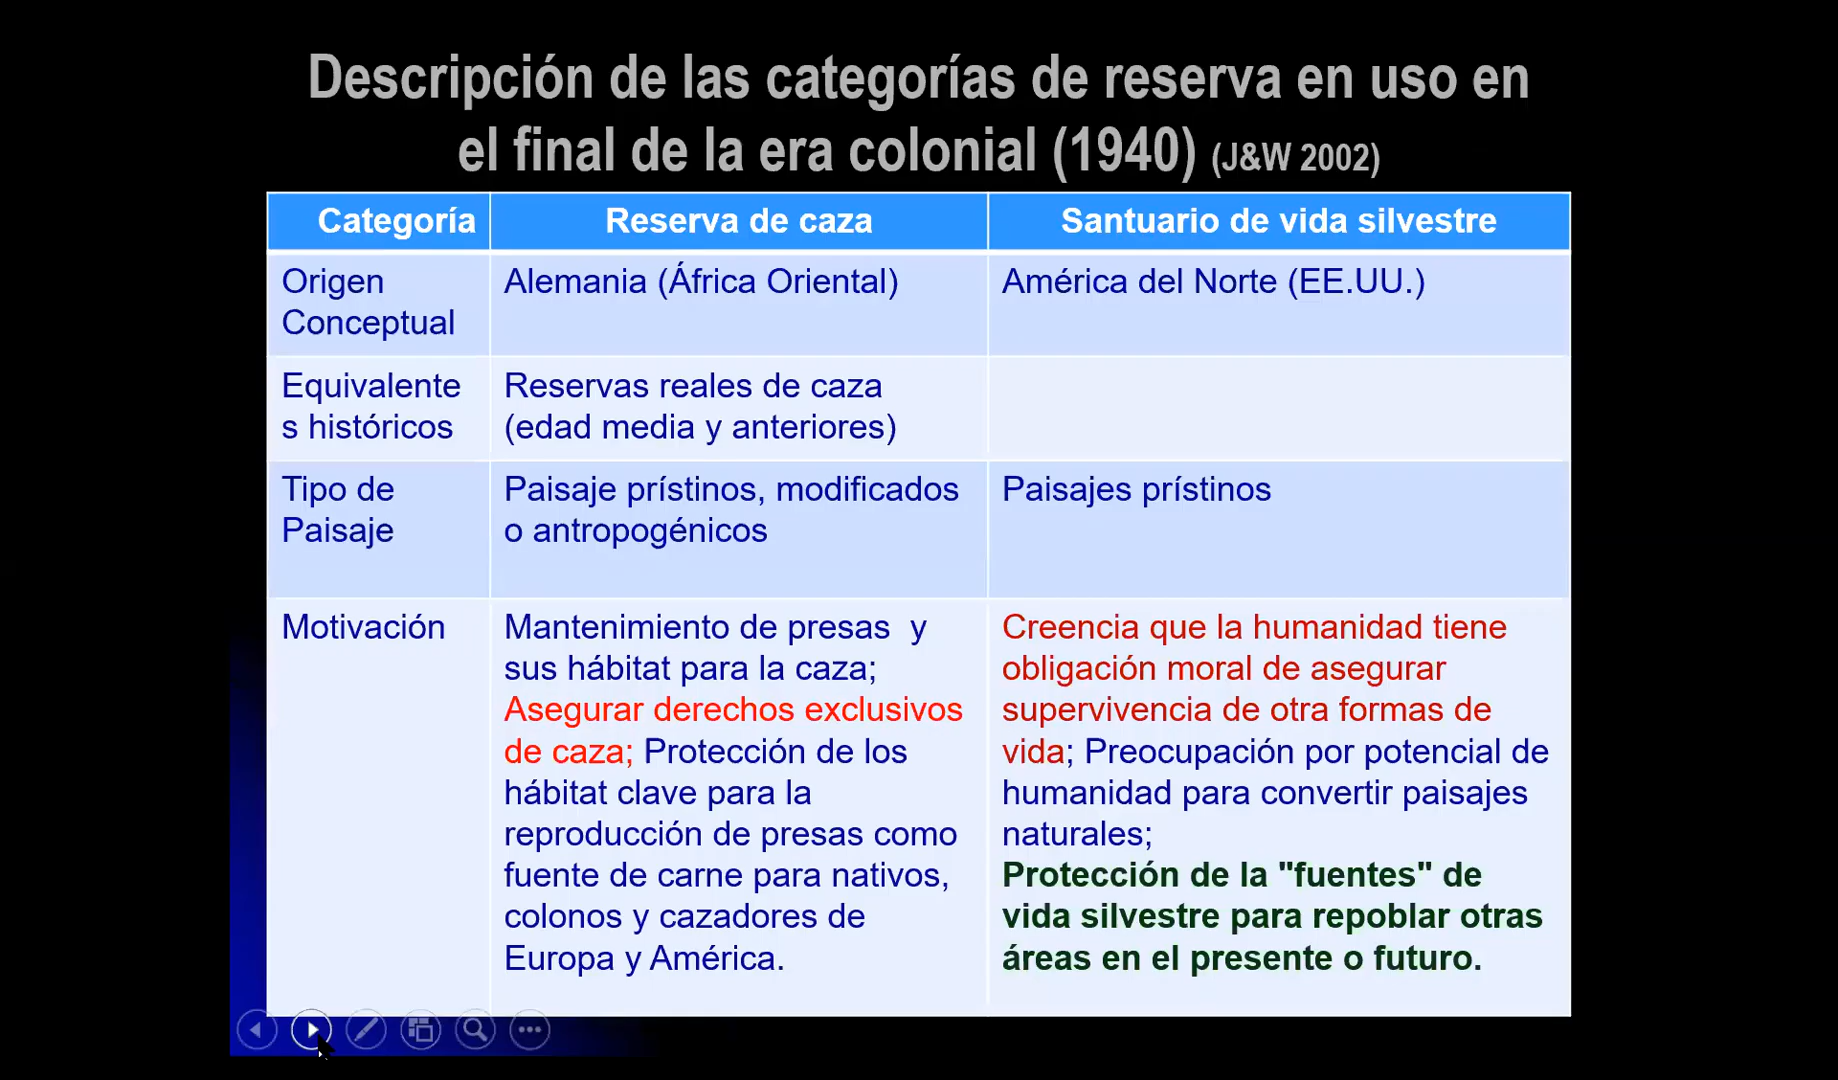 Descripción de las categorías de reserva en uso en
el final de la era colonial (1940) (J&W 2002)
Categoría
Reserva de caza
Santuario de vida silvestre
Origen
Conceptual
Alemania (África Oriental)
América del Norte (EE.UU.)
Equivalente
s históricos
Reservas reales de caza
(edad media y anteriores)
Tipo de
Paisaje
Paisaje prístinos, modificados
o antropogénicos
Paisajes prístinos
Motivación
Mantenimiento de presas y
sus hábitat para la caza;
Asegurar derechos exclusivos
de caza; Protección de los
hábitat clave para la
reproducción de presas como
fuente de carne para nativos,
colonos y cazadores de
Europa y América.
Creencia que la humanidad tiene
obligación moral de asegurar
supervivencia de otra formas de
vida; Preocupación por potencial de
humanidad para convertir paisajes
naturales;
Protección de la "fuentes" de
vida silvestre para repoblar otras
áreas en el presente o futuro.